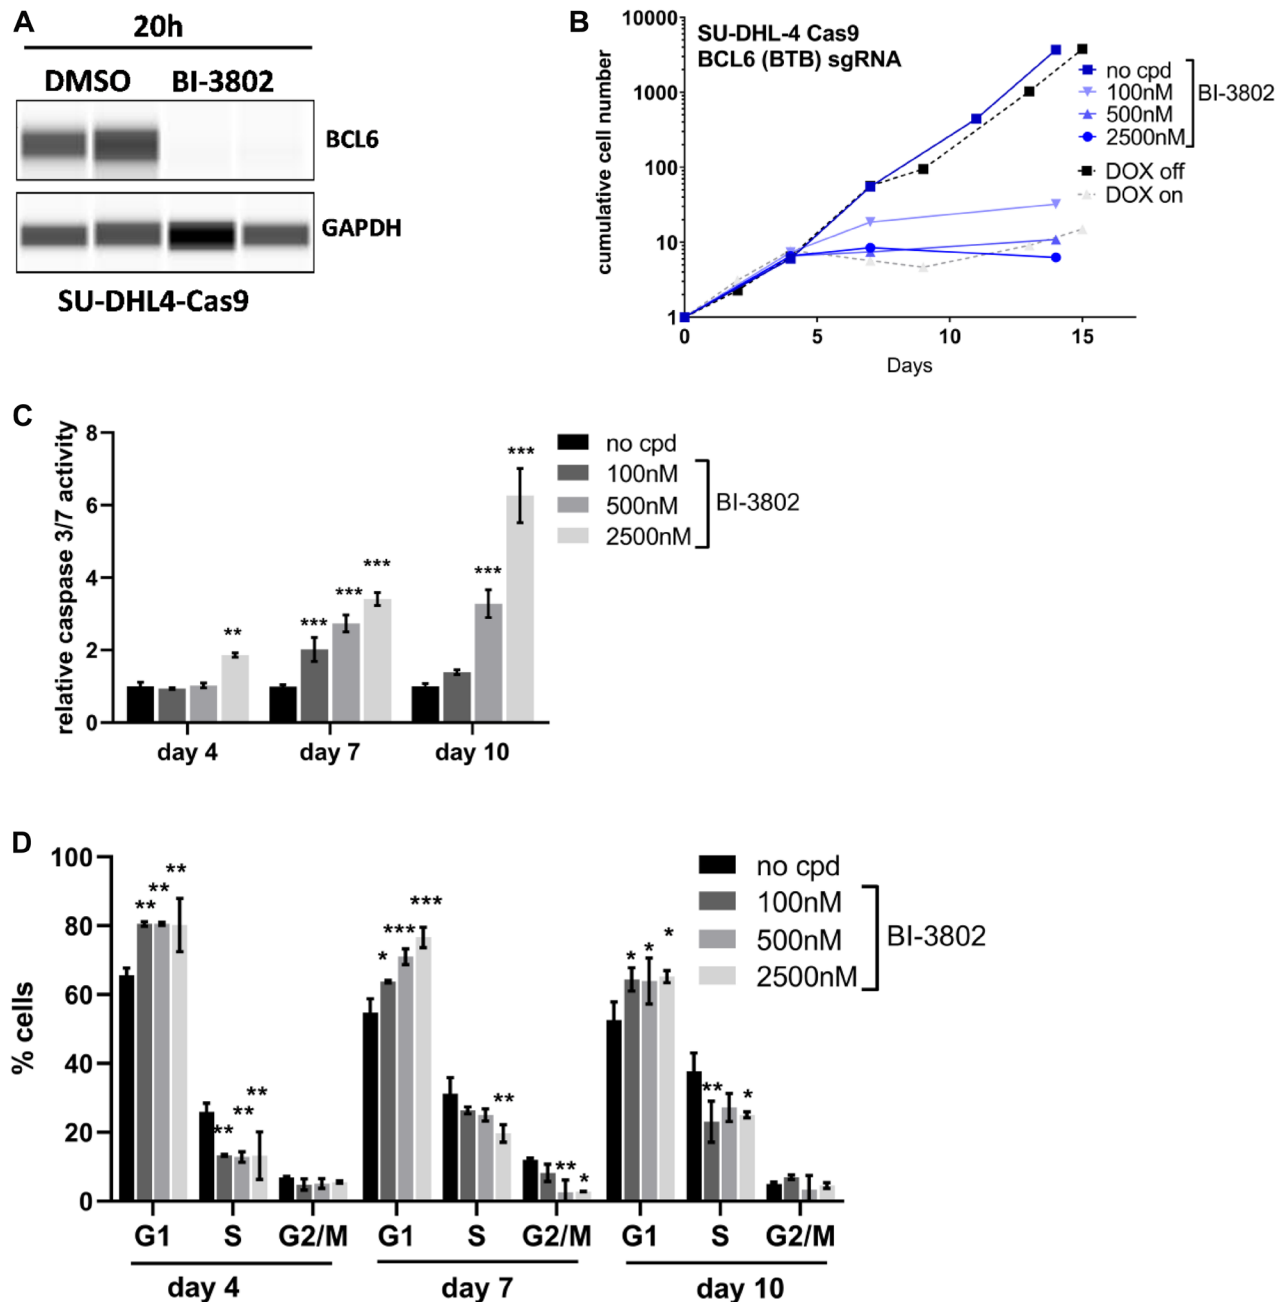 A
20h
DMSO BI-3802
BCL6
GAPDH
SU-DHL4-Cas9
B
SU-DHL-4 Cas9
BCL6 (BTB) sgRNA
cumulative cell number
10000
1000
100
10
1
0 5 10 15
Days
no cpd
100nM
500nM
2500nM
BI-3802
DOX off
DOX on
C
relative caspase 3/7 activity
8
6
4
2
0
** *** *** *** *** ***
day 4 day 7 day 10
no cpd
100nM
500nM
2500nM
BI-3802
D
% cells
100
80
60
40
20
0
** ** ** ** ** ** * *** *** ** ** * * * * ** *
G1 S G2/M G1 S G2/M G1 S G2/M
day 4 day 7 day 10
no cpd
100nM
500nM
2500nM
BI-3802